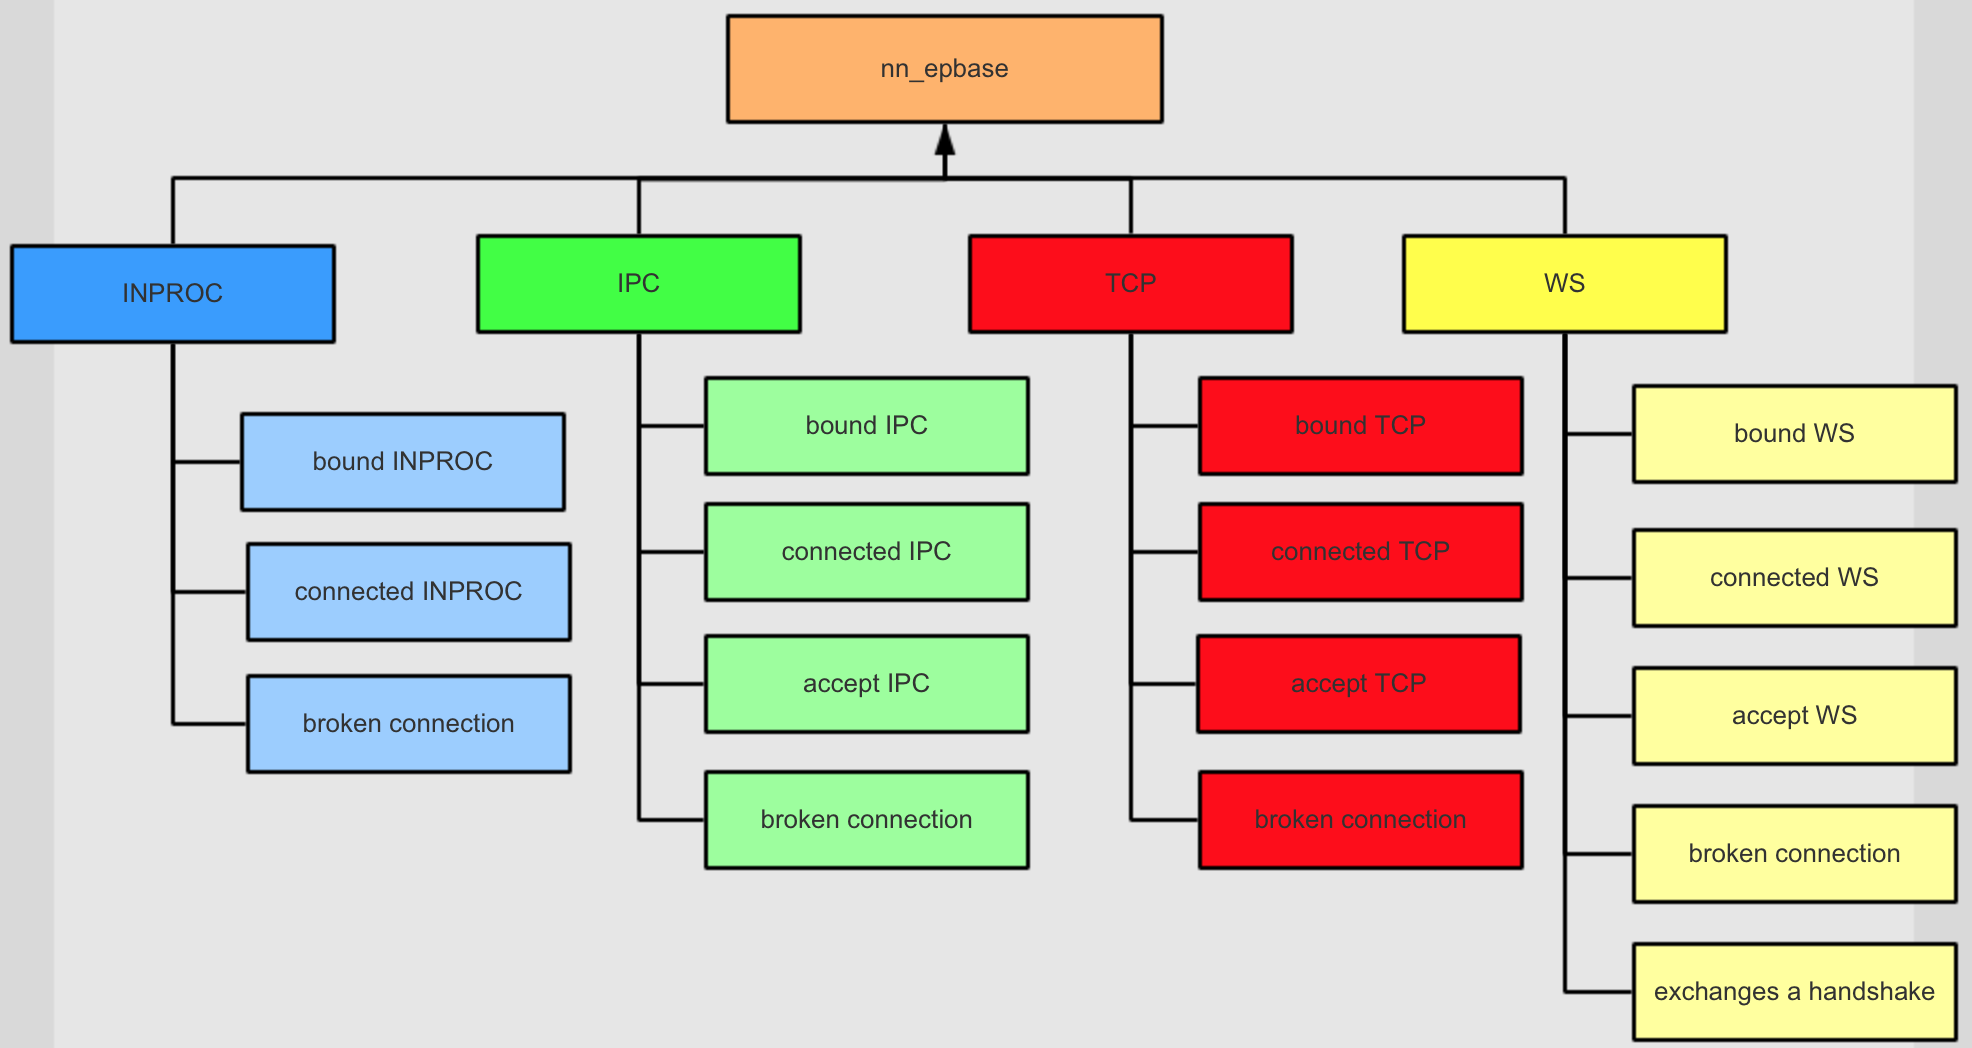 nn_epbase
INPROC
IPC
TCP
WS
bound INPROC
connected INPROC
broken connection
bound IPC
connected IPC
accept IPC
broken connection
bound TCP
connected TCP
accept TCP
broken connection
bound WS
connected WS
accept WS
broken connection
exchanges a handshake